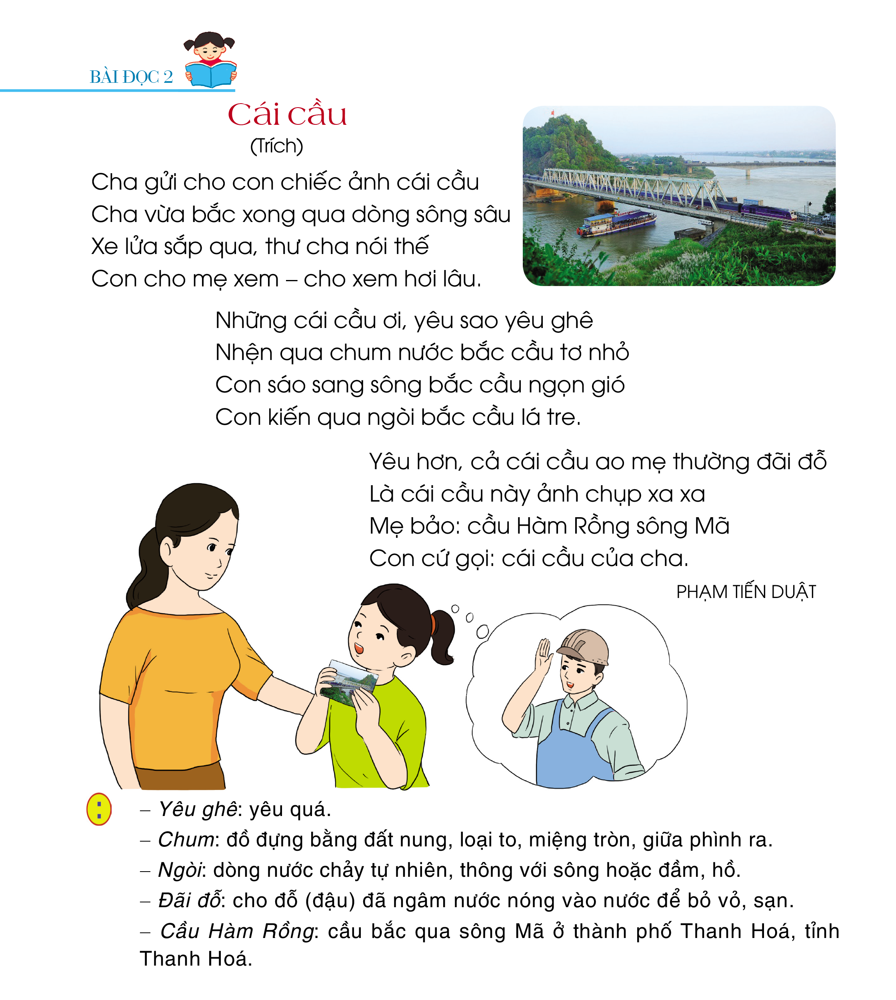 BÀI ĐỌC 2
Cái cầu
(Trích)
Cha gửi cho con chiếc ảnh cái cầu
Cha vừa bắc xong qua dòng sông sâu
Xe lửa sắp qua, thư cha nói thế
Con cho mẹ xem – cho xem hơi lâu.
Những cái cầu ơi, yêu sao yêu ghê
Nhện qua chum nước bắc cầu tơ nhỏ
Con sáo sang sông bắc cầu ngọn gió
Con kiến qua ngòi bắc cầu lá tre.
Yêu hơn, cả cái cầu ao mẹ thường đãi đỗ
Là cái cầu này ảnh chụp xa xa
Mẹ bảo: cầu Hàm Rồng sông Mã
Con cứ gọi: cái cầu của cha.
PHẠM TIẾN DUẬT
:
– Yêu ghê: yêu quá.
– Chum: đồ đựng bằng đất nung, loại to, miệng tròn, giữa phình ra.
– Ngòi: dòng nước chảy tự nhiên, thông với sông hoặc đầm, hồ.
– Đãi đỗ: cho đỗ (đậu) đã ngâm nước nóng vào nước để bỏ vỏ, sạn.
– Cầu Hàm Rồng: cầu bắc qua sông Mã ở thành phố Thanh Hoá, tỉnh
Thanh Hoá.